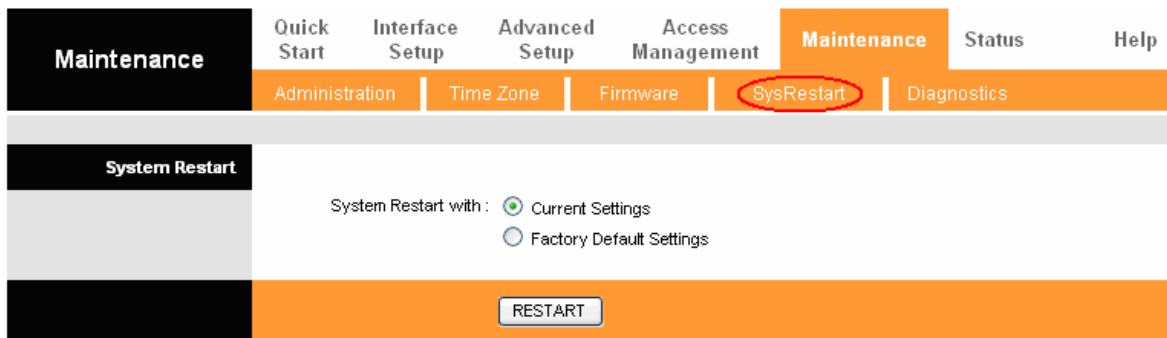 Maintenance
Quick Start
Interface Setup
Advanced Setup
Access Management
Maintenance
Status
Help
Administration
Time Zone
Firmware
SysRestart
Diagnostics
System Restart
System Restart with :
Current Settings
Factory Default Settings
RESTART